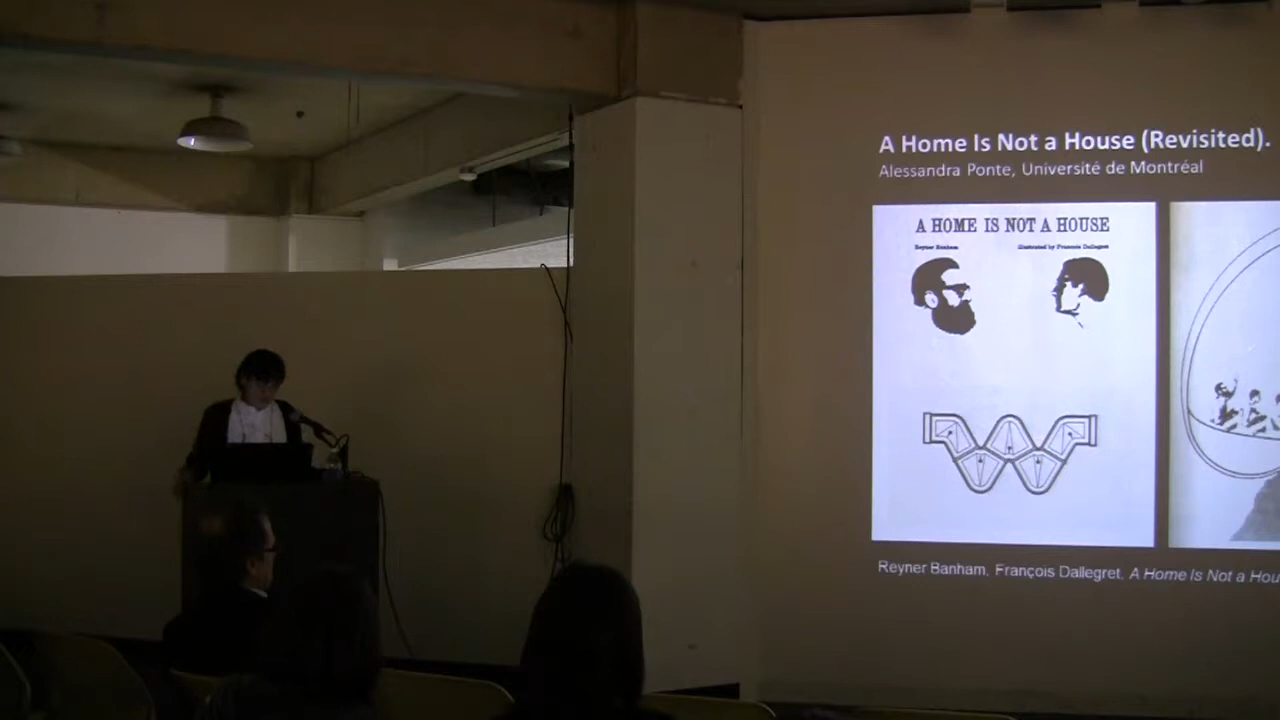 A Home Is Not a House (Revisited).
Alessandra Ponte, Université de Montréal
A HOME IS NOT A HOUSE
Reyner Banham
illustrated by Francois Dallegret
Reyner Banham, François Dallegret, A Home Is Not a Hou